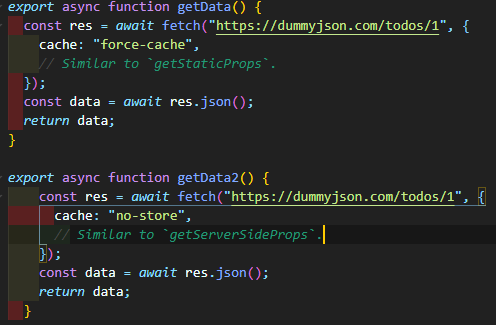 export async function getData() {
  const res = await fetch("https://dummyjson.com/todos/1", {
    cache: "force-cache",
    // Similar to `getStaticProps`.
  });
  const data = await res.json();
  return data;
}

export async function getData2() {
    const res = await fetch("https://dummyjson.com/todos/1", {
      cache: "no-store",
      // Similar to `getServerSideProps`.
    });
    const data = await res.json();
    return data;
  }